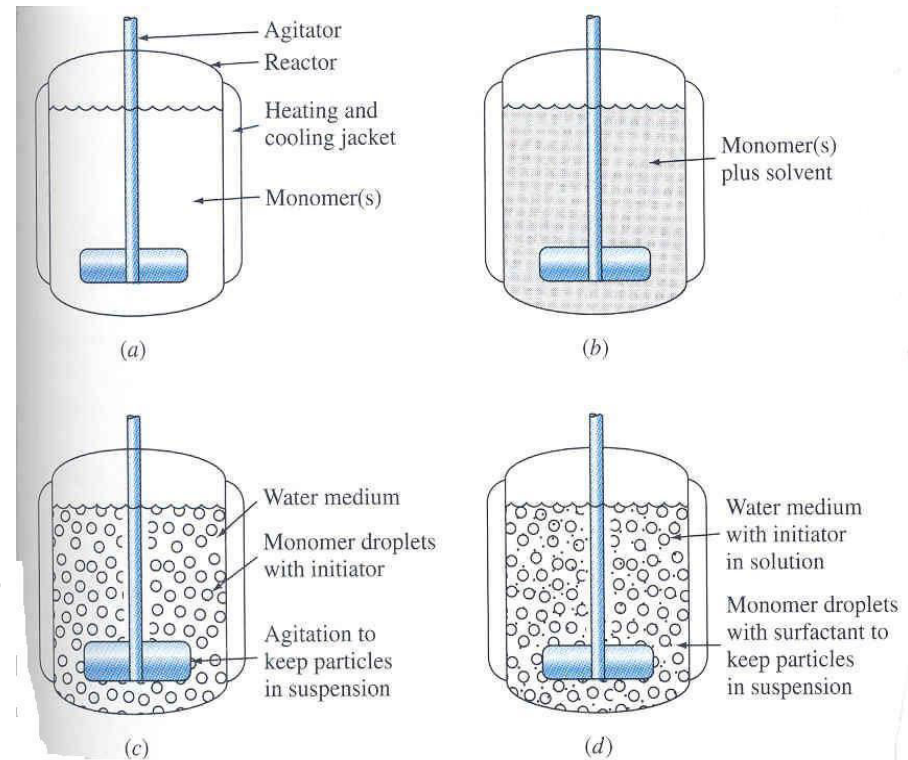 Agitator
Reactor
Heating and
cooling jacket
Monomer(s)
(a)
Monomer(s)
plus solvent
(b)
Water medium
Monomer droplets
with initiator
Agitation to
keep particles
in suspension
(c)
Water medium
with initiator
in solution
Monomer droplets
with surfactant to
keep particles
in suspension
(d)